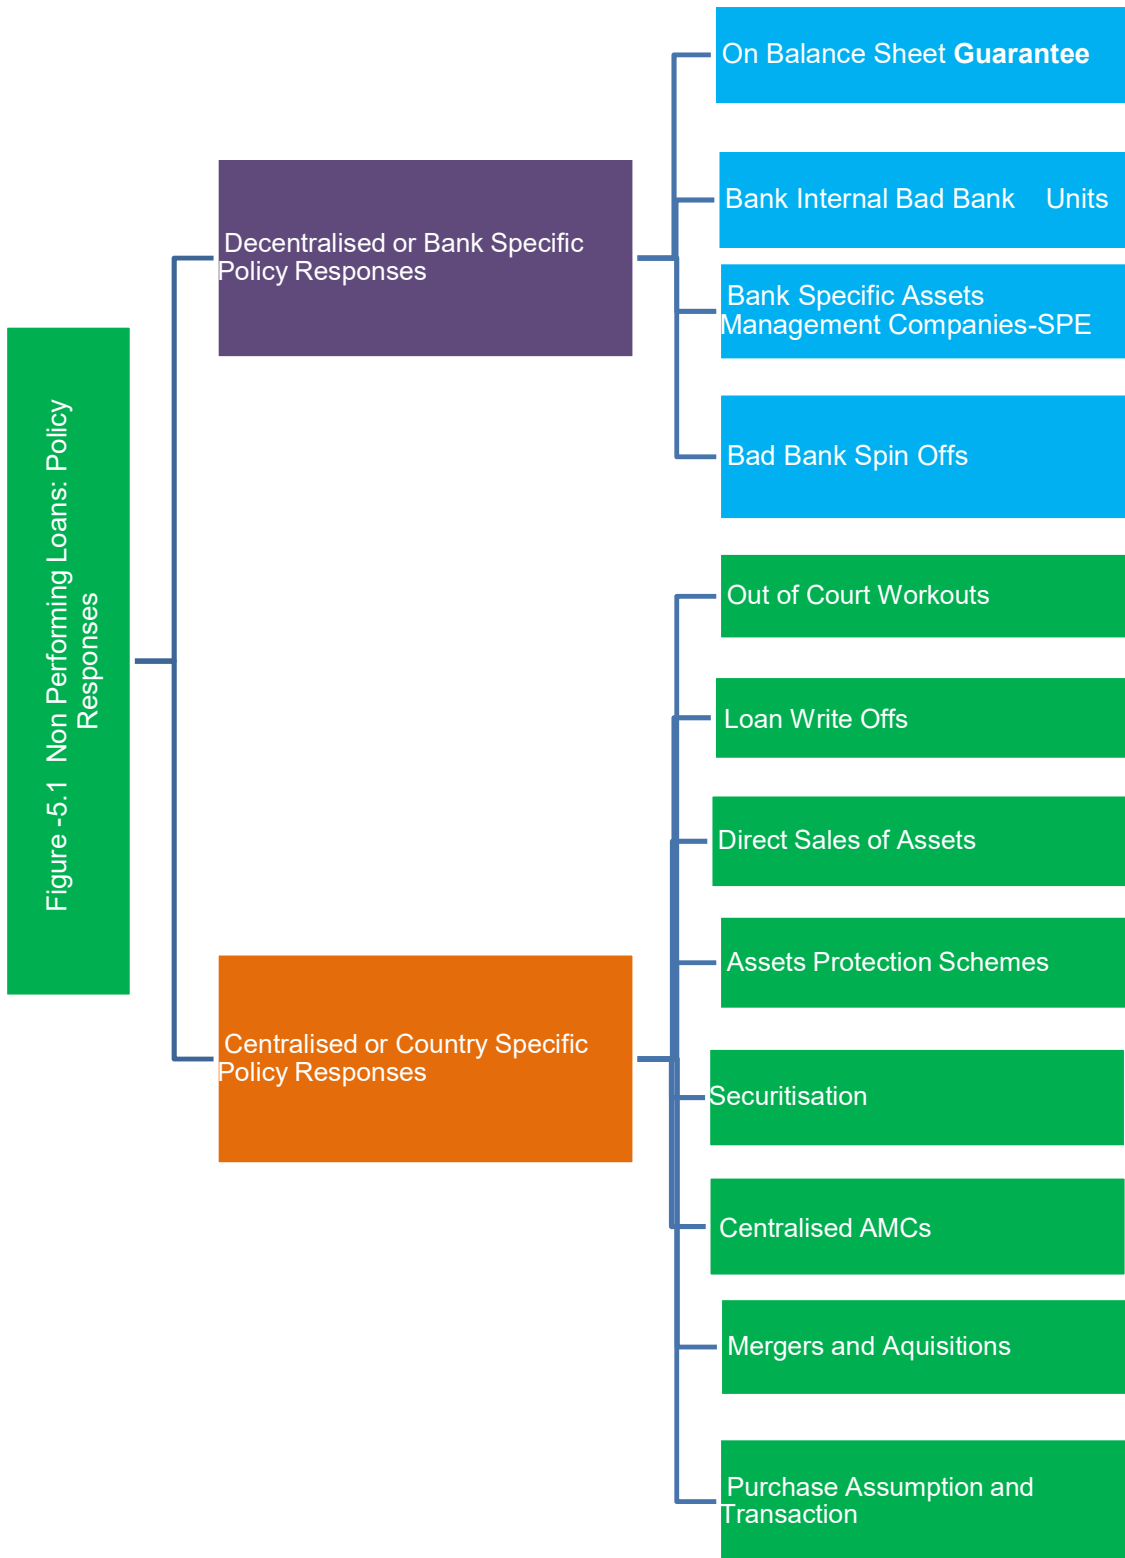 Figure -5.1 Non Performing Loans: Policy
Responses
Decentralised or Bank Specific
Policy Responses
On Balance Sheet Guarantee
Bank Internal Bad Bank Units
Bank Specific Assets
Management Companies-SPE
Bad Bank Spin Offs
Centralised or Country Specific
Policy Responses
Out of Court Workouts
Loan Write Offs
Direct Sales of Assets
Assets Protection Schemes
Securitisation
Centralised AMCs
Mergers and Aquisitions
Purchase Assumption and
Transaction